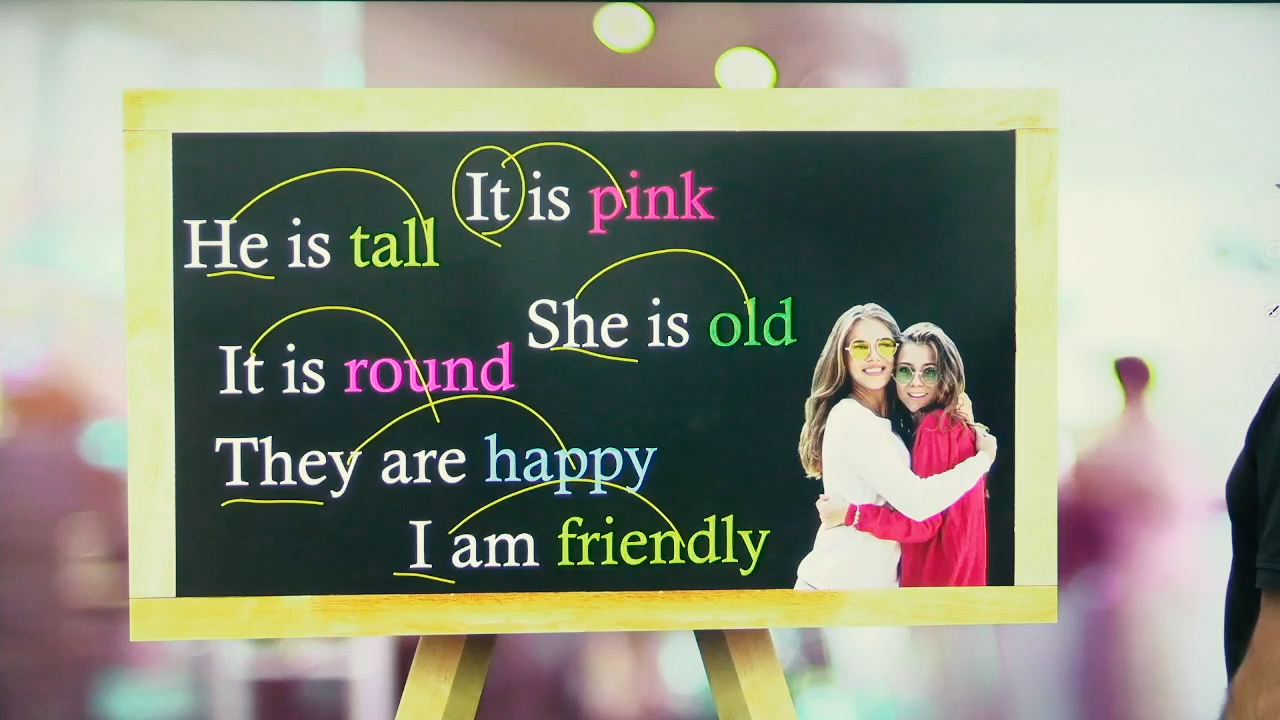 It is pink
He is tall
She is old
It is round
They are happy
I am friendly